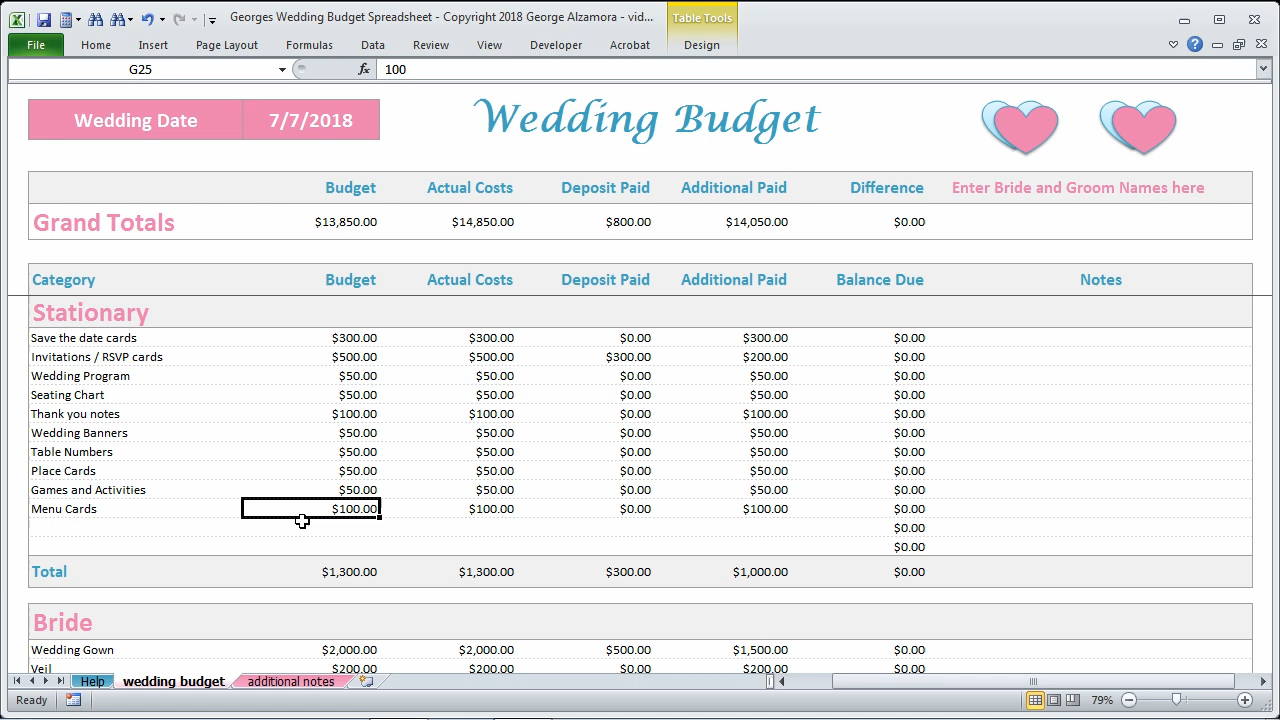 Georges Wedding Budget Spreadsheet - Copyright 2018 George Alzamora - vid... Table Tools
File Home Insert Page Layout Formulas Data Review View Developer Acrobat Design
G25 fx 100
Wedding Date 7/7/2018 Wedding Budget
Budget Actual Costs Deposit Paid Additional Paid Difference Enter Bride and Groom Names here
Grand Totals $13,850.00 $14,850.00 $800.00 $14,050.00 $0.00
Category Budget Actual Costs Deposit Paid Additional Paid Balance Due Notes
Stationary
Save the date cards $300.00 $300.00 $0.00 $300.00 $0.00
Invitations / RSVP cards $500.00 $500.00 $300.00 $200.00 $0.00
Wedding Program $50.00 $50.00 $0.00 $50.00 $0.00
Seating Chart $50.00 $50.00 $0.00 $50.00 $0.00
Thank you notes $100.00 $100.00 $0.00 $100.00 $0.00
Wedding Banners $50.00 $50.00 $0.00 $50.00 $0.00
Table Numbers $50.00 $50.00 $0.00 $50.00 $0.00
Place Cards $50.00 $50.00 $0.00 $50.00 $0.00
Games and Activities $50.00 $50.00 $0.00 $50.00 $0.00
Menu Cards $100.00 $100.00 $0.00 $100.00 $0.00
$0.00
$0.00
Total $1,300.00 $1,300.00 $300.00 $1,000.00 $0.00
Bride
Wedding Gown $2,000.00 $2,000.00 $500.00 $1,500.00 $0.00
Veil $200.00 $200.00 $0.00 $200.00 $0.00
Help wedding budget additional notes
Ready 79%